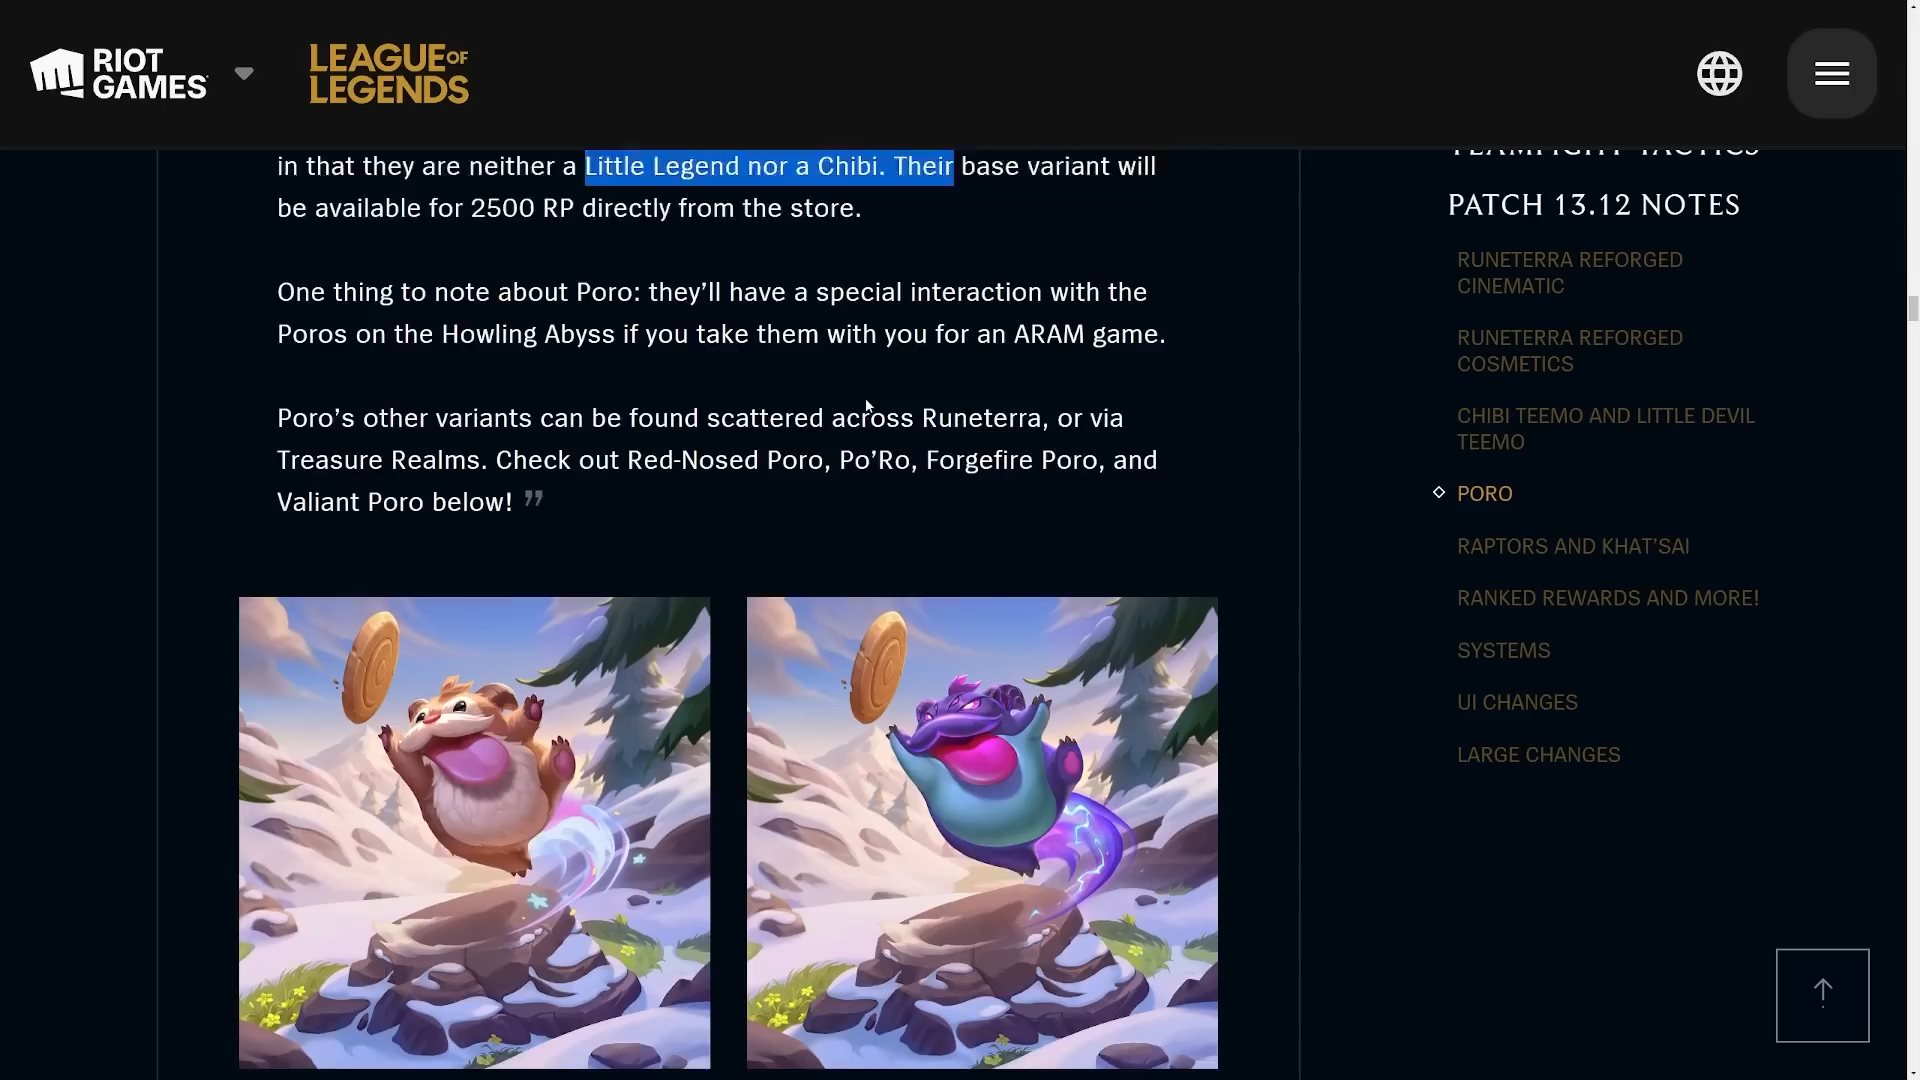 RIOT
GAMES
LEAGUE OF
LEGENDS
in that they are neither a Little Legend nor a Chibi. Their base variant will
be available for 2500 RP directly from the store.
One thing to note about Poro: they’ll have a special interaction with the
Poros on the Howling Abyss if you take them with you for an ARAM game.
Poro’s other variants can be found scattered across Runeterra, or via
Treasure Realms. Check out Red-Nosed Poro, Po’Ro, Forgefire Poro, and
Valiant Poro below! ”
TEAMFIGHT TACTICS
PATCH 13.12 NOTES
RUNETERRA REFORGED
CINEMATIC
RUNETERRA REFORGED
COSMETICS
CHIBI TEEMO AND LITTLE DEVIL
TEEMO
PORO
RAPTORS AND KHAT’SAI
RANKED REWARDS AND MORE!
SYSTEMS
UI CHANGES
LARGE CHANGES